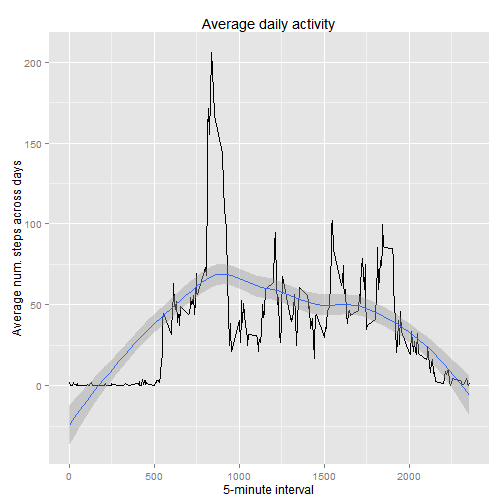 Average daily activity
Average num. steps across days
200
150
100
50
0
0 500 1000 1500 2000
5-minute interval